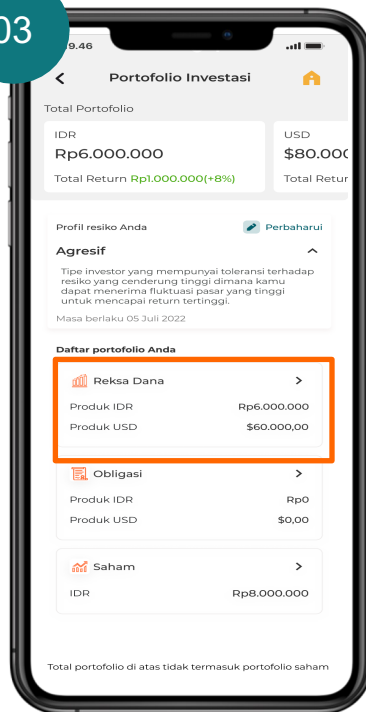 03
9.46
Portofolio Investasi
Total Portofolio
IDR
Rp6.000.000
Total Return Rp1.000.000(+8%)
USD
$80.000
Total Retur
Profil resiko Anda
Perbaharui
Agresif
Tipe investor yang mempunyai toleransi terhadap
resiko yang cenderung tinggi dimana kamu
dapat menerima fluktuasi pasar yang tinggi
untuk mencapai return tertinggi.
Masa berlaku 05 Juli 2022
Daftar portofolio Anda
Reksa Dana
Produk IDR Rp6.000.000
Produk USD $60.000,00
Obligasi
Produk IDR Rp0
Produk USD $0,00
Saham
IDR Rp8.000.000
Total portofolio di atas tidak termasuk portofolio saham